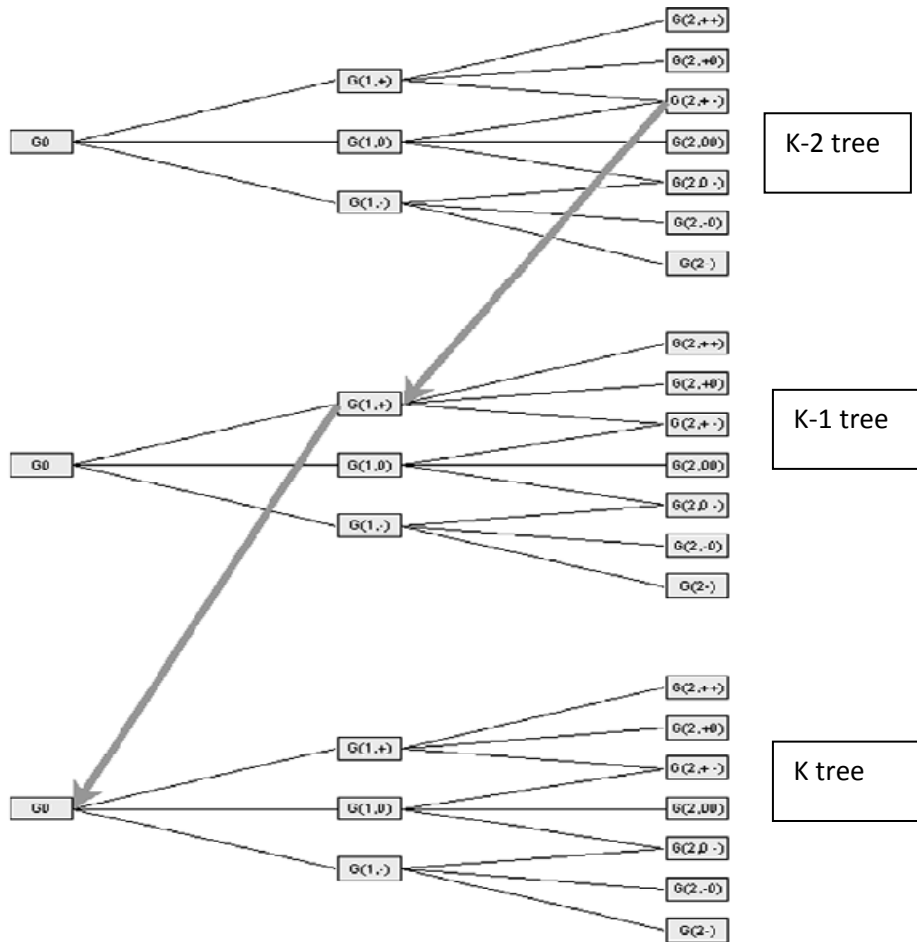 G(2,++)
G(2,+0)
G(1,+)
G(2,+-)
G0
G(1,0)
G(2,00)
K-2 tree
G(2,0-)
G(1,-)
G(2,-0)
G(2-)
G(2,++)
G(2,+0)
G(1,+)
G(2,+-)
K-1 tree
G0
G(1,0)
G(2,00)
G(2,0-)
G(1,-)
G(2,-0)
G(2-)
G(2,++)
G(2,+0)
G(1,+)
G(2,+-)
K tree
G0
G(1,0)
G(2,00)
G(2,0-)
G(1,-)
G(2,-0)
G(2-)